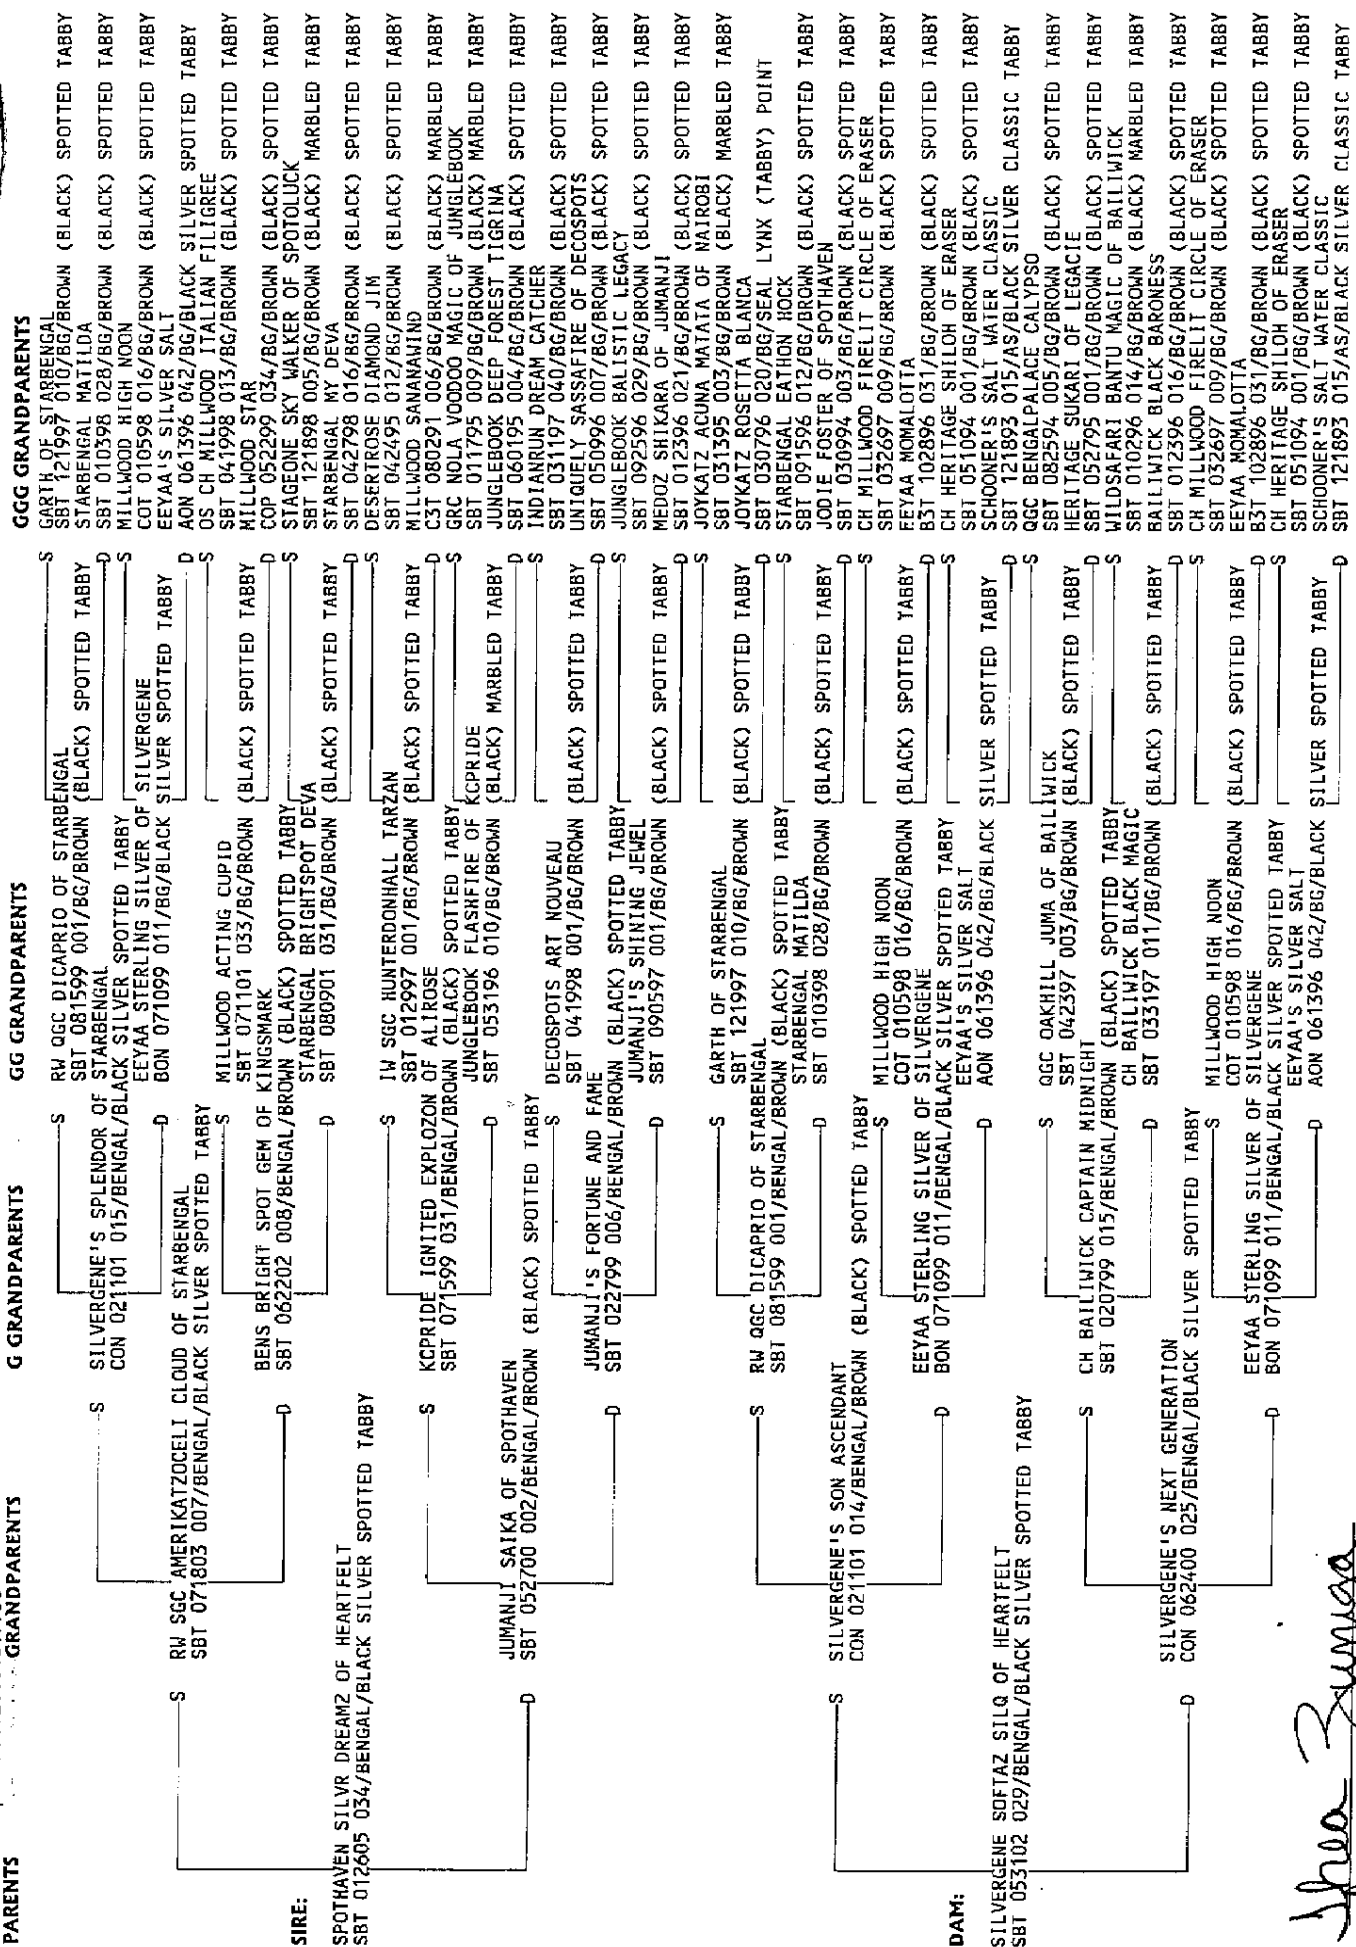 PARENTS
GRANDPARENTS
G GRANDPARENTS
GG GRANDPARENTS
GGG GRANDPARENTS
SIRE:
SPOTHAVEN SILVR DREAMZ OF HEARTFELT
SBT 012605 034/BENGAL/BLACK SILVER SPOTTED TABBY
DAM:
SILVERGENE SOFTAZ SILQ OF HEARTFELT
SBT 053102 029/BENGAL/BLACK SILVER SPOTTED TABBY
S
RW SGC AMERIKATZOCELI CLOUD OF STARBENGAL
SBT 071803 007/BENGAL/BLACK SILVER SPOTTED TABBY
JUMANJI SAIKA OF SPOTHAVEN
SBT 052700 002/BENGAL/BROWN (BLACK) SPOTTED TABBY
D
S
SILVERGENE'S SON ASCENDANT
CON 021101 014/BENGAL/BROWN (BLACK) SPOTTED TABBY
SILVERGENE'S NEXT GENERATION
CON 062400 025/BENGAL/BLACK SILVER SPOTTED TABBY
D
S
SILVERGENE'S SPLENDOR OF STARBENGAL
CON 021101 015/BENGAL/BLACK SILVER SPOTTED TABBY
BENS BRIGHT SPOT GEM OF KINGSMARK
SBT 062202 008/BENGAL/BROWN (BLACK) SPOTTED TABBY
D
S
KCPRIDE IGNITED EXPLOZON OF ALIROSE
SBT 071599 031/BENGAL/BROWN (BLACK) SPOTTED TABBY
JUMANJI'S FORTUNE AND FAME
SBT 022799 006/BENGAL/BROWN (BLACK) SPOTTED TABBY
D
S
RW QGC DICAPRIO OF STARBENGAL
SBT 081599 001/BENGAL/BROWN (BLACK) SPOTTED TABBY
EEYAA STERLING SILVER OF SILVERGENE
BON 071099 011/BENGAL/BLACK SILVER SPOTTED TABBY
D
S
CH BAILIWICK CAPTAIN MIDNIGHT
SBT 020799 015/BENGAL/BROWN (BLACK) SPOTTED TABBY
EEYAA STERLING SILVER OF SILVERGENE
BON 071099 011/BENGAL/BLACK SILVER SPOTTED TABBY
D
S
RW QGC DICAPRIO OF STARBENGAL
SBT 081599 001/BG/BROWN (BLACK) SPOTTED TABBY
EEYAA STERLING SILVER OF SILVERGENE
BON 071099 011/BG/BLACK SILVER SPOTTED TABBY
D
S
MILLWOOD ACTING CUPID
SBT 071101 033/BG/BROWN (BLACK) SPOTTED TABBY
STARBENGAL BRIGHTSPOT DEVA
SBT 080901 031/BG/BROWN (BLACK) SPOTTED TABBY
D
S
IW SGC HUNTERDONHALL TARZAN
SBT 012997 001/BG/BROWN (BLACK) SPOTTED TABBY
JUNGLEBOOK FLASHFIRE OF KCPRIDE
SBT 053196 010/BG/BROWN (BLACK) MARBLED TABBY
D
S
DECOSPOTS ART NOUVEAU
SBT 041998 001/BG/BROWN (BLACK) SPOTTED TABBY
JUMANJI'S SHINING JEWEL
SBT 090597 001/BG/BROWN (BLACK) SPOTTED TABBY
D
S
GARTH OF STARBENGAL
SBT 121997 010/BG/BROWN (BLACK) SPOTTED TABBY
STARBENGAL MATILDA
SBT 010398 028/BG/BROWN (BLACK) SPOTTED TABBY
D
S
MILLWOOD HIGH NOON
COT 010598 016/BG/BROWN (BLACK) SPOTTED TABBY
EEYAA'S SILVER SALT
AON 061396 042/BG/BLACK SILVER SPOTTED TABBY
D
S
QGC OAKHILL JUMA OF BAILIWICK
SBT 042397 003/BG/BROWN (BLACK) SPOTTED TABBY
CH BAILIWICK BLACK MAGIC
SBT 033197 011/BG/BROWN (BLACK) SPOTTED TABBY
D
S
MILLWOOD HIGH NOON
COT 010598 016/BG/BROWN (BLACK) SPOTTED TABBY
EEYAA'S SILVER SALT
AON 061396 042/BG/BLACK SILVER SPOTTED TABBY
D
GARTH OF STARBENGAL
SBT 121997 010/BG/BROWN (BLACK) SPOTTED TABBY
STARBENGAL MATILDA
SBT 010398 028/BG/BROWN (BLACK) SPOTTED TABBY
MILLWOOD HIGH NOON
COT 010598 016/BG/BROWN (BLACK) SPOTTED TABBY
EEYAA'S SILVER SALT
AON 061396 042/BG/BLACK SILVER SPOTTED TABBY
OS CH MILLWOOD ITALIAN FILIGREE
SBT 041998 013/BG/BROWN (BLACK) SPOTTED TABBY
MILLWOOD STAR
COP 052299 034/BG/BROWN (BLACK) SPOTTED TABBY
STAGEONE SKY WALKER OF SPOTOLUCK
SBT 121898 005/BG/BROWN (BLACK) MARBLED TABBY
STARBENGAL MY DEVA
SBT 042798 016/BG/BROWN (BLACK) SPOTTED TABBY
DESERTROSE DIAMOND JIM
SBT 042495 012/BG/BROWN (BLACK) SPOTTED TABBY
MILLWOOD SANANAWIND
C3T 080291 006/BG/BROWN (BLACK) MARBLED TABBY
GRC NOLA VOODOO MAGIC OF JUNGLEBOOK
SBT 011795 009/BG/BROWN (BLACK) MARBLED TABBY
JUNGLEBOOK DEEP FOREST TIGRINA
SBT 060195 004/BG/BROWN (BLACK) SPOTTED TABBY
INDIANRUN DREAM CATCHER
SBT 031197 040/BG/BROWN (BLACK) SPOTTED TABBY
UNIQUELY SASSAFIRE OF DECOSPOTS
SBT 050996 007/BG/BROWN (BLACK) SPOTTED TABBY
JUNGLEBOOK BALISTIC LEGACY
SBT 092596 029/BG/BROWN (BLACK) SPOTTED TABBY
MEDOZ SHIKARA OF JUMANJI
SBT 012396 021/BG/BROWN (BLACK) SPOTTED TABBY
JOYKATZ ACUNA MATATA OF NAIROBI
SBT 031395 003/BG/BROWN (BLACK) MARBLED TABBY
JOYKATZ ROSETTA BLANCA
SBT 030796 020/BG/SEAL LYNX (TABBY) POINT
STARBENGAL EATHON HOCK
SBT 091596 012/BG/BROWN (BLACK) SPOTTED TABBY
JODIE FOSTER OF SPOTHAVEN
SBT 030994 003/BG/BROWN (BLACK) SPOTTED TABBY
CH MILLWOOD FIRELIT CIRCLE OF ERASER
SBT 032697 009/BG/BROWN (BLACK) SPOTTED TABBY
EEYAA MOMALOTTA
B3T 102896 031/BG/BROWN (BLACK) SPOTTED TABBY
CH HERITAGE SHILOH OF ERASER
SBT 051094 001/BG/BROWN (BLACK) SPOTTED TABBY
SCHOONER'S SALT WATER CLASSIC
SBT 121893 015/AS/BLACK SILVER CLASSIC TABBY
QGC BENGALPALACE CALYPSO
SBT 082594 005/BG/BROWN (BLACK) SPOTTED TABBY
HERITAGE SUKARI OF LEGACIE
SBT 052795 001/BG/BROWN (BLACK) SPOTTED TABBY
WILDSAFARI BANTU MAGIC OF BAILIWICK
SBT 010296 014/BG/BROWN (BLACK) MARBLED TABBY
BAILIWICK BLACK BARONESS
SBT 012396 016/BG/BROWN (BLACK) SPOTTED TABBY
CH MILLWOOD FIRELIT CIRCLE OF ERASER
SBT 032697 009/BG/BROWN (BLACK) SPOTTED TABBY
EEYAA MOMALOTTA
B3T 102896 031/BG/BROWN (BLACK) SPOTTED TABBY
CH HERITAGE SHILOH OF ERASER
SBT 051094 001/BG/BROWN (BLACK) SPOTTED TABBY
SCHOONER'S SALT WATER CLASSIC
SBT 121893 015/AS/BLACK SILVER CLASSIC TABBY